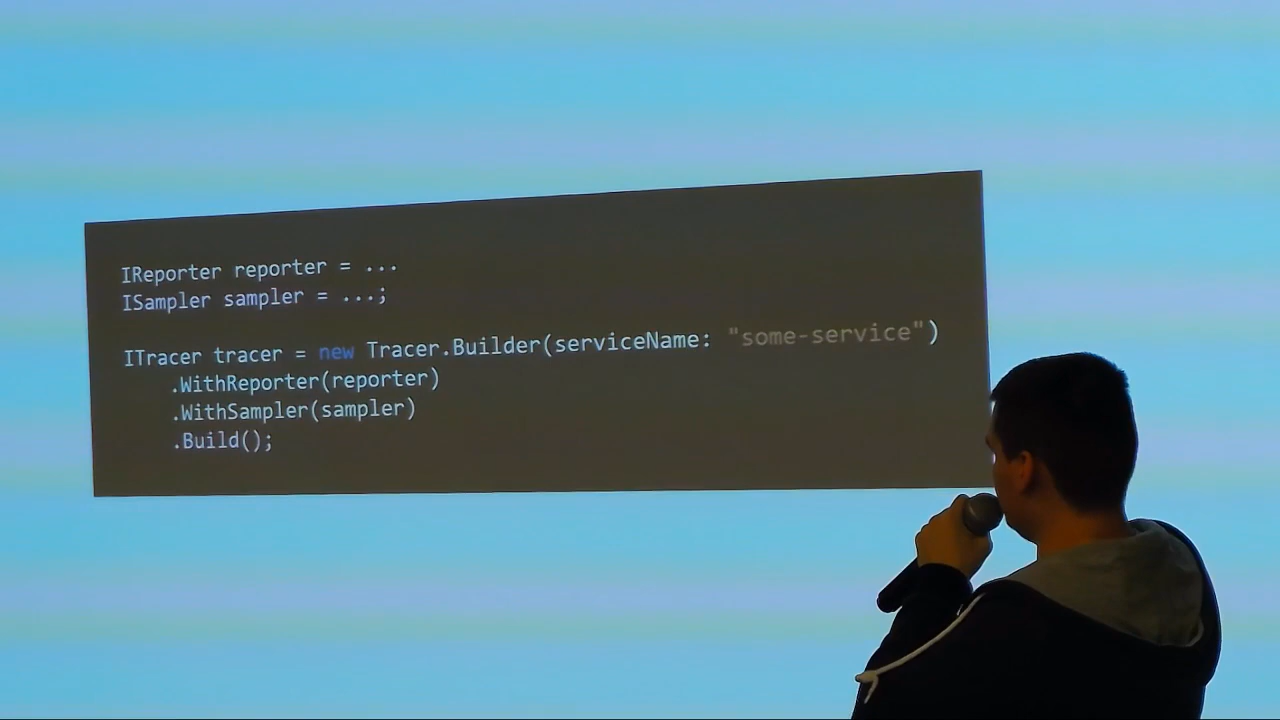 IReporter reporter = ...
ISampler sampler = ...;
ITracer tracer = new Tracer.Builder(serviceName: "some-service")
.WithReporter(reporter)
.WithSampler(sampler)
.Build();